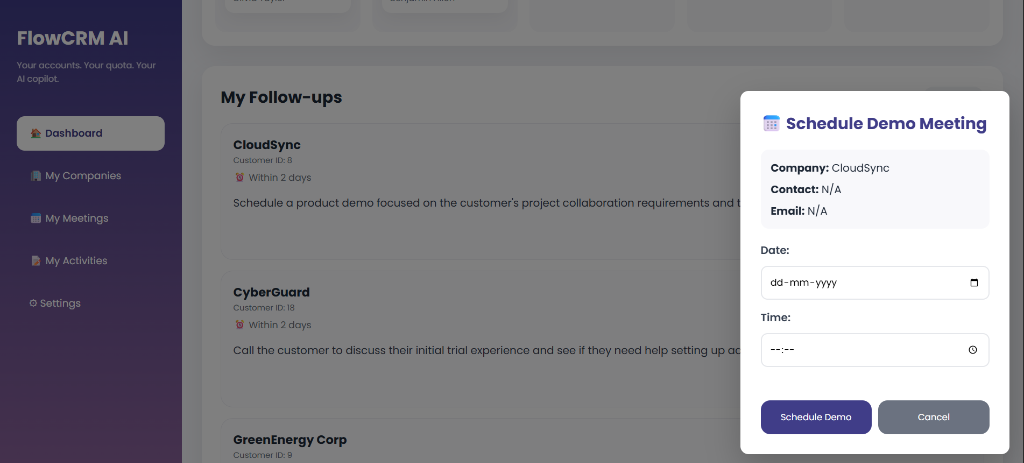 FlowCRM AI
Your accounts. Your quota. Your
AI copilot.
Dashboard
My Companies
My Meetings
My Activities
Settings
My Follow-ups
CloudSync
Customer ID: 8
Within 2 days
Schedule a product demo focused on the customer's project collaboration requirements and
CyberGuard
Customer ID: 18
Within 2 days
Call the customer to discuss their initial trial experience and see if they need help setting up
GreenEnergy Corp
Customer ID: 9
Schedule Demo Meeting
Company: CloudSync
Contact: N/A
Email: N/A
Date:
dd-mm-yyyy
Time:
--:--
Schedule Demo
Cancel